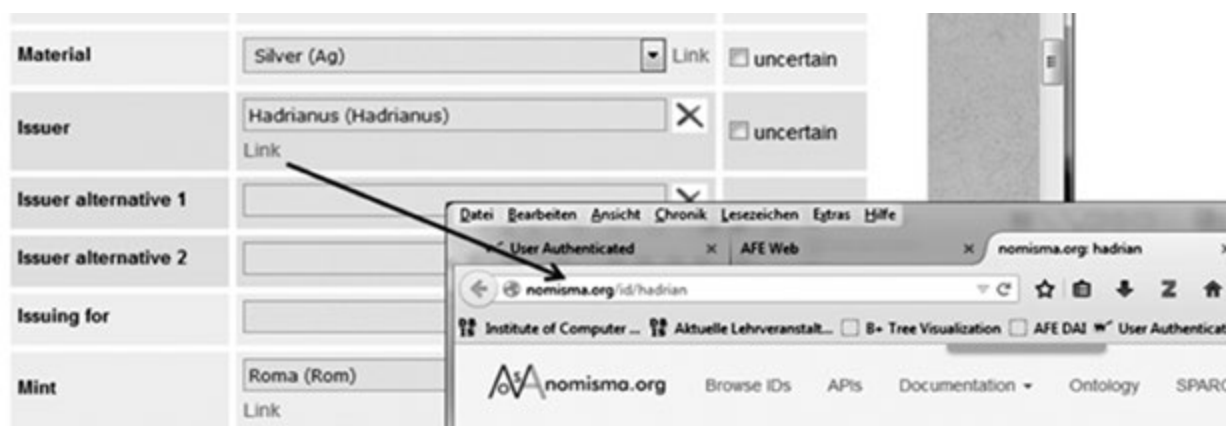 Material Silver (Ag) Link uncertain
Issuer Hadrianus (Hadrianus) uncertain
Link
Issuer alternative 1
Issuer alternative 2
Issuing for
Mint Roma (Rom)
Link
Datei Bearbeiten Ansicht Chronik Lesezeichen Extras Hilfe
User Authenticated AFE Web nomisma.org: hadrian
nomisma.org/id/hadrian
Institute of Computer ... Aktuelle Lehrveranstalt... B+ Tree Visualization AFE DAI User Authenticat
nomisma.org Browse IDs APIs Documentation Ontology SPARQ